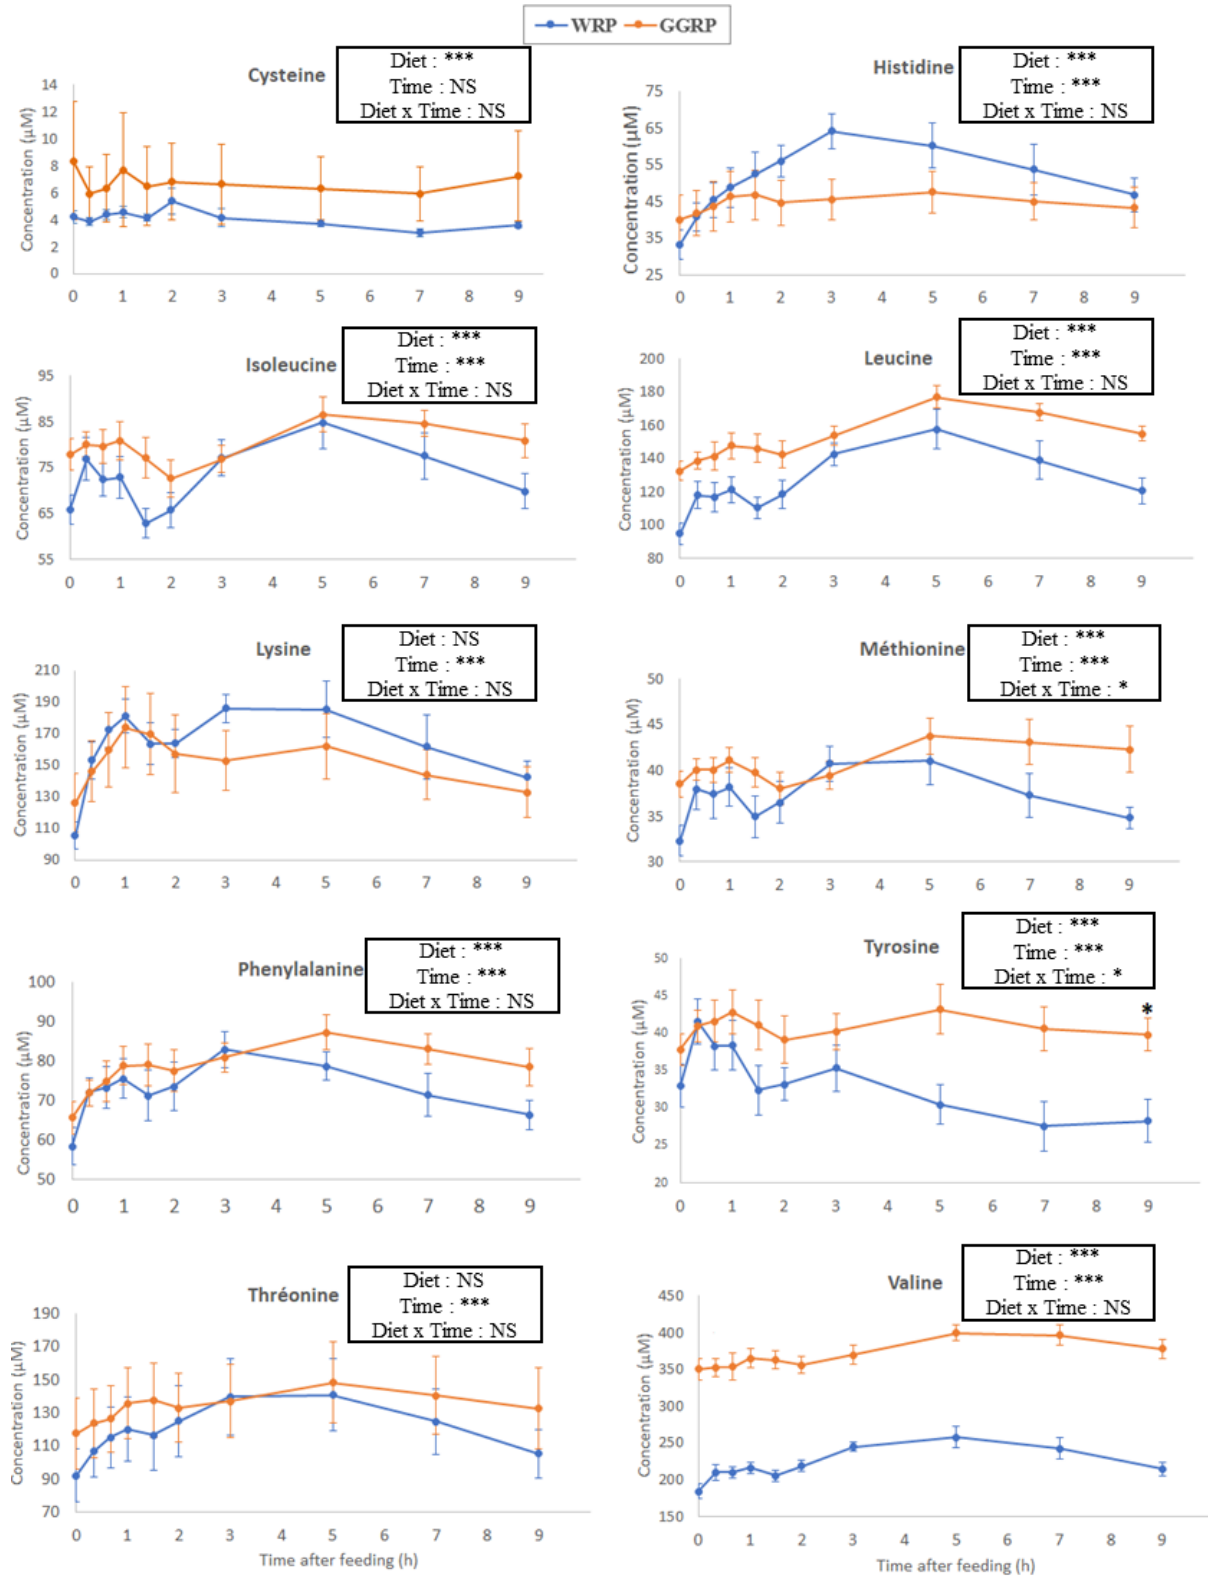 WRP GGRP
Cysteine
Diet : ***
Time : NS
Diet x Time : NS
Concentration (µM)
14
12
10
8
6
4
2
0
0 1 2 3 5 7 9
Histidine
Diet : ***
Time : ***
Diet x Time : NS
Concentration (µM)
75
65
55
45
35
25
0 1 2 3 4 5 6 7 8 9
Isoleucine
Diet : ***
Time : ***
Diet x Time : NS
Concentration (µM)
95
85
75
65
55
0 1 2 3 4 5 6 7 8 9
Leucine
Diet : ***
Time : ***
Diet x Time : NS
Concentration (µM)
200
180
160
140
120
100
80
0 1 2 3 4 5 6 7 8 9
Lysine
Diet : NS
Time : ***
Diet x Time : NS
Concentration (µM)
210
190
170
150
130
110
90
0 1 2 3 4 5 6 7 8 9
Méthionine
Diet : ***
Time : ***
Diet x Time : *
Concentration (µM)
50
45
40
35
30
0 1 2 3 4 5 6 7 8 9
Phenylalanine
Diet : ***
Time : ***
Diet x Time : NS
Concentration (µM)
100
90
80
70
60
50
0 1 2 3 4 5 6 7 8 9
Tyrosine
Diet : ***
Time : ***
Diet x Time : *
Concentration (µM)
50
45
40
35
30
25
20
*
0 1 2 3 4 5 6 7 8 9
Thréonine
Diet : NS
Time : ***
Diet x Time : NS
Concentration (µM)
190
170
150
130
110
90
70
0 1 2 3 4 5 6 7 8 9
Time after feeding (h)
Valine
Diet : ***
Time : ***
Diet x Time : NS
Concentration (µM)
450
400
350
300
250
200
150
0 1 2 3 4 5 6 7 8 9
Time after feeding (h)